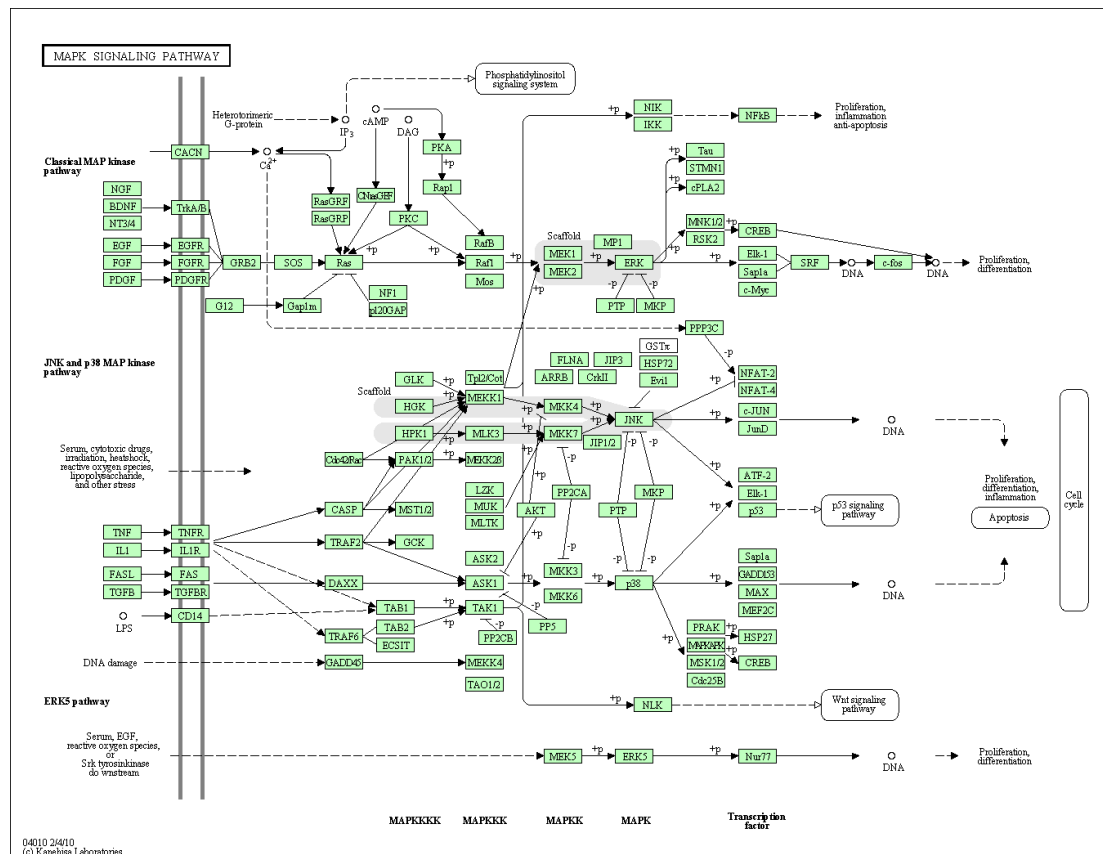 MAPK SIGNALING PATHWAY
Phosphatidylinositol
signaling system
Heterotorimeric
G-protein
IP3
cAMP
DAG
PKA
+p
NIK
IKK
+p
NFkB
Proliferation,
inflammation
anti-apoptosis
Classical MAP kinase
pathway
CACN
Ca2+
RasGRF
RasGRP
CNrasGEF
PKC
Rap1
Tau
STMN1
cPLA2
+p
+p
NGF
BDNF
NT3/4
TrkA/B
EGF
EGFR
FGF
FGFR
PDGF
PDGFR
GRB2
SOS
Ras
+p
+p
RafB
Raf1
Mos
+p
Scaffold
MEK1
MEK2
MP1
+p
ERK
+p
MNK1/2
RSK2
+p
CREB
+p
Elk-1
Sap1a
c-Myc
SRF
DNA
c-fos
DNA
Proliferation,
differentiation
G12
Gap1m
NF1
p120GAP
+p
-p
-p
PTP
MKP
PPP3C
-p
JNK and p38 MAP kinase
pathway
Scaffold
GLK
HGK
HPK1
+p
+p
+p
Tpl2/Cot
MEKK1
MLK3
MEKK2/3
+p
+p
+p
FLNA
JIP3
ARRB
CrkII
GSTπ
HSP72
Evi1
MKK4
MKK7
+p
+p
JIP1/2
JNK
NFAT-2
NFAT-4
+p
+p
c-JUN
JunD
DNA
Serum, cytotoxic drugs,
irradiation, heatshock,
reactive oxygen species,
lipopolysaccharide,
and other stress
Cdc42/Rac
PAK1/2
+p
+p
LZK
MUK
MLTK
+p
+p
-p
-p
-p
PP2CA
MKP
AKT
PTP
+p
ATF-2
Elk-1
p53
p53 signaling
pathway
Proliferation,
differentiation,
inflammation
Apoptosis
Cell
cycle
CASP
MST1/2
TNF
TNFR
IL1
IL1R
TRAF2
GCK
ASK2
+p
-p
-p
-p
+p
FASL
FAS
TGFB
TGFBR
DAXX
ASK1
+p
MKK3
MKK6
+p
p38
+p
Sap1a
GADD153
MAX
MEF2C
DNA
LPS
CD14
TAB1
+p
TAK1
-p
-p
PP5
PP2CB
TRAF6
TAB2
ECSIT
+p
+p
PRAK
MAPKAPK
MSK1/2
Cdc25B
+p
+p
HSP27
CREB
DNA damage
GADD45
MEKK4
TAO1/2
ERK5 pathway
+p
NLK
Wnt signaling
pathway
Serum, EGF,
reactive oxygen species,
or
Src tyrosinkinase
do wnstream
MEK5
+p
ERK5
+p
Nur77
DNA
Proliferation,
differentiation
MAPKKKK
MAPKKK
MAPKK
MAPK
Transcription
factor
04010 2/4/10
(c) Kanehisa Laboratories